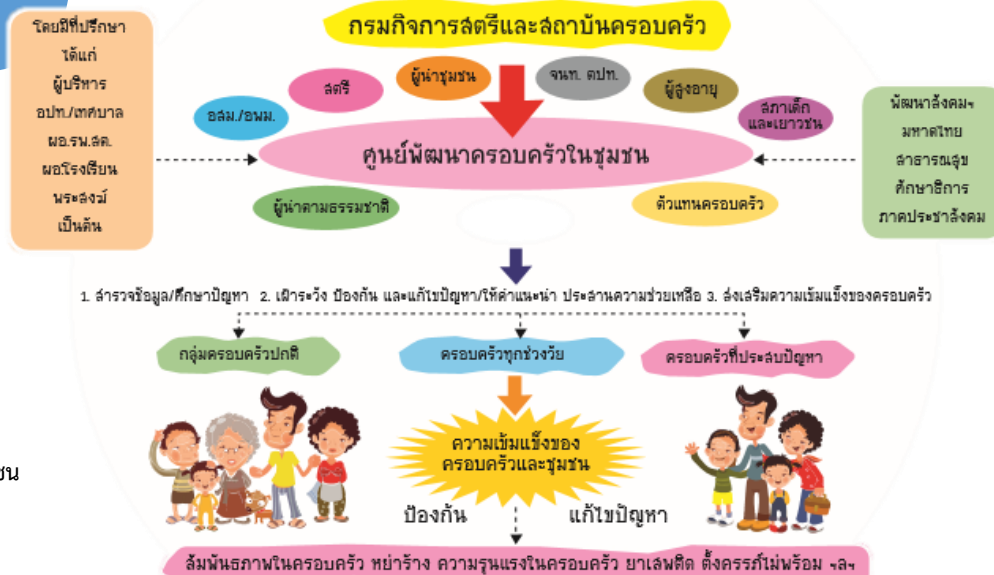 กรมกิจการสตรีและสถาบันครอบครัว
โดยมีที่ปรึกษา
ได้แก่
ผู้บริหาร
อปท./เทศบาล
ผอ.รพ.สต.
ผอ.โรงเรียน
พระสงฆ์
เป็นต้น
อสม./อพม.
สตรี
ผู้นำชุมชน
จนท. ตปท.
ผู้สูงอายุ
สภาเด็ก
และเยาวชน
พัฒนาสังคมฯ
มหาดไทย
สาธารณสุข
ศึกษาธิการ
ภาคประชาสังคม
ศูนย์พัฒนาครอบครัวในชุมชน
ผู้นำตามธรรมชาติ
ตัวแทนครอบครัว
1. สำรวจข้อมูล/ศึกษาปัญหา 2. เฝ้าระวัง ป้องกัน และแก้ไขปัญหา/ให้คำแนะนำ ประสานความช่วยเหลือ 3. ส่งเสริมความเข้มแข็งของครอบครัว
กลุ่มครอบครัวปกติ
ครอบครัวทุกช่วงวัย
ครอบครัวที่ประสบปัญหา
ความเข้มแข็งของ
ครอบครัวและชุมชน
ชน
ป้องกัน
แก้ไขปัญหา
สัมพันธภาพในครอบครัว หย่าร้าง ความรุนแรงในครอบครัว ยาเสพติด ตั้งครรภ์ไม่พร้อม ฯลฯ